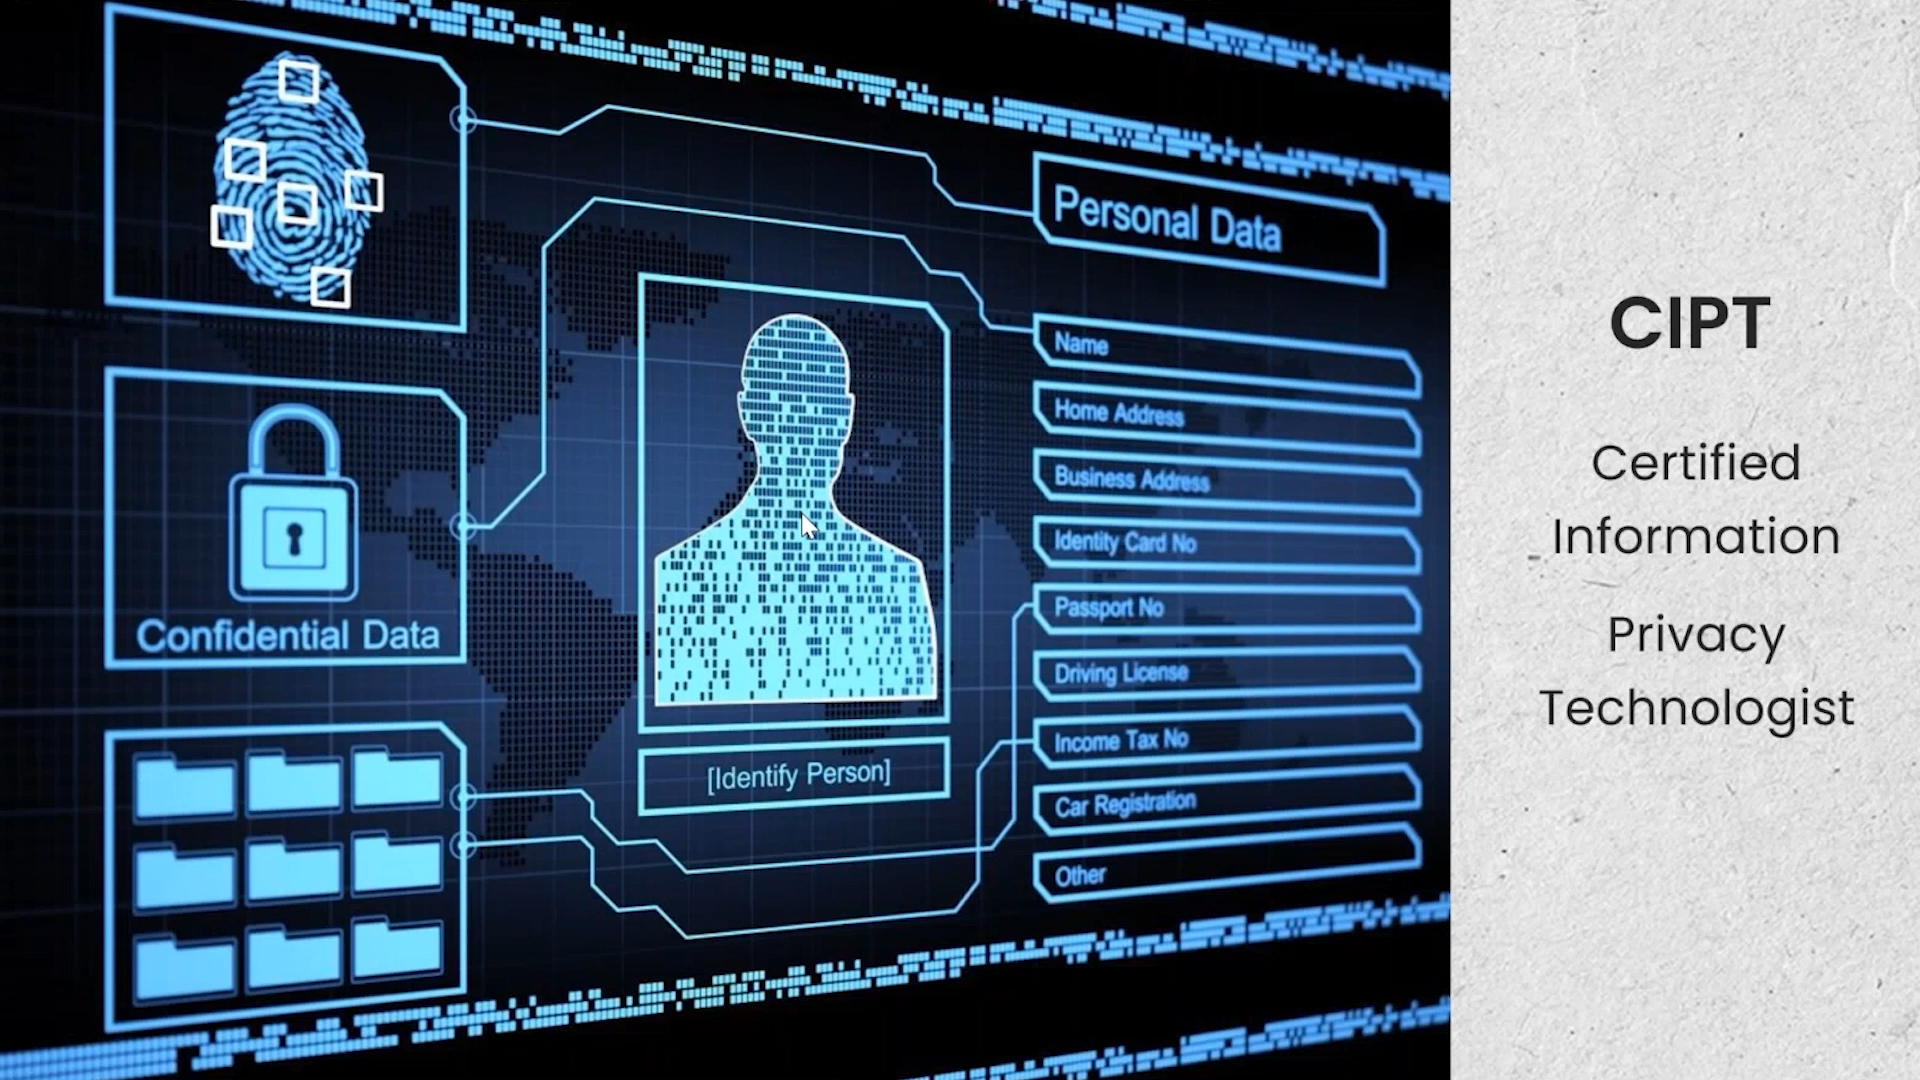 Personal Data
Name
Home Address
Business Address
Identity Card No
Passport No
Driving License
Income Tax No
Car Registration
Other
Confidential Data
[Identify Person]
CIPT
Certified
Information
Privacy
Technologist